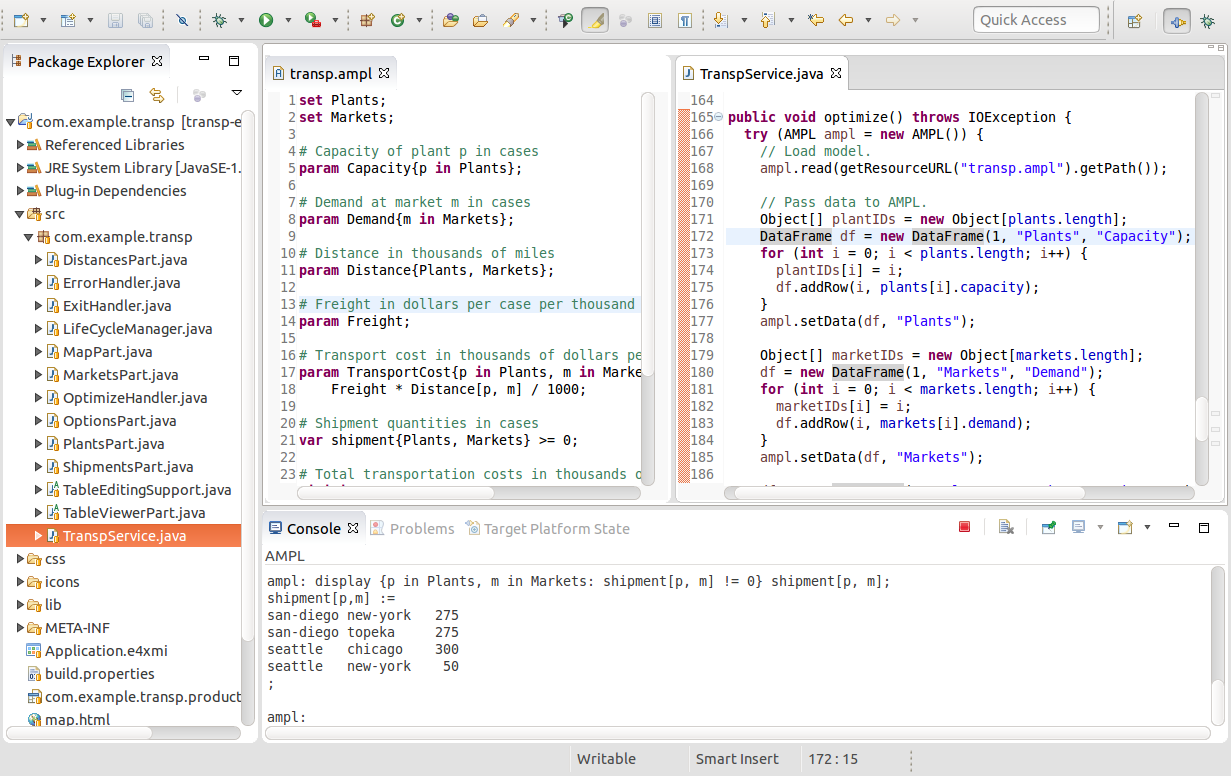 Quick Access
Package Explorer
com.example.transp [transp-e
Referenced Libraries
JRE System Library [JavaSE-1.
Plug-in Dependencies
src
com.example.transp
DistancesPart.java
ErrorHandler.java
ExitHandler.java
LifeCycleManager.java
MapPart.java
MarketsPart.java
OptimizeHandler.java
OptionsPart.java
PlantsPart.java
ShipmentsPart.java
TableEditingSupport.java
TableViewerPart.java
TranspService.java
css
icons
lib
META-INF
Application.e4xmi
build.properties
com.example.transp.product
map.html
transp.ampl
1 set Plants;
2 set Markets;
3
4 # Capacity of plant p in cases
5 param Capacity{p in Plants};
6
7 # Demand at market m in cases
8 param Demand{m in Markets};
9
10 # Distance in thousands of miles
11 param Distance{Plants, Markets};
12
13 # Freight in dollars per case per thousand
14 param Freight;
15
16 # Transport cost in thousands of dollars pe
17 param TransportCost{p in Plants, m in Marke
18     Freight * Distance[p, m] / 1000;
19
20 # Shipment quantities in cases
21 var shipment{Plants, Markets} >= 0;
22
23 # Total transportation costs in thousands o
TranspService.java
164
165 public void optimize() throws IOException {
166   try (AMPL ampl = new AMPL()) {
167     // Load model.
168     ampl.read(getResourceURL("transp.ampl").getPath());
169
170     // Pass data to AMPL.
171     Object[] plantIDs = new Object[plants.length];
172     DataFrame df = new DataFrame(1, "Plants", "Capacity");
173     for (int i = 0; i < plants.length; i++) {
174       plantIDs[i] = i;
175       df.addRow(i, plants[i].capacity);
176     }
177     ampl.setData(df, "Plants");
178
179     Object[] marketIDs = new Object[markets.length];
180     df = new DataFrame(1, "Markets", "Demand");
181     for (int i = 0; i < markets.length; i++) {
182       marketIDs[i] = i;
183       df.addRow(i, markets[i].demand);
184     }
185     ampl.setData(df, "Markets");
186
Console Problems Target Platform State
AMPL
ampl: display {p in Plants, m in Markets: shipment[p, m] != 0} shipment[p, m];
shipment[p,m] :=
san-diego new-york   275
san-diego topeka     275
seattle   chicago    300
seattle   new-york    50
;
ampl:
Writable Smart Insert 172 : 15